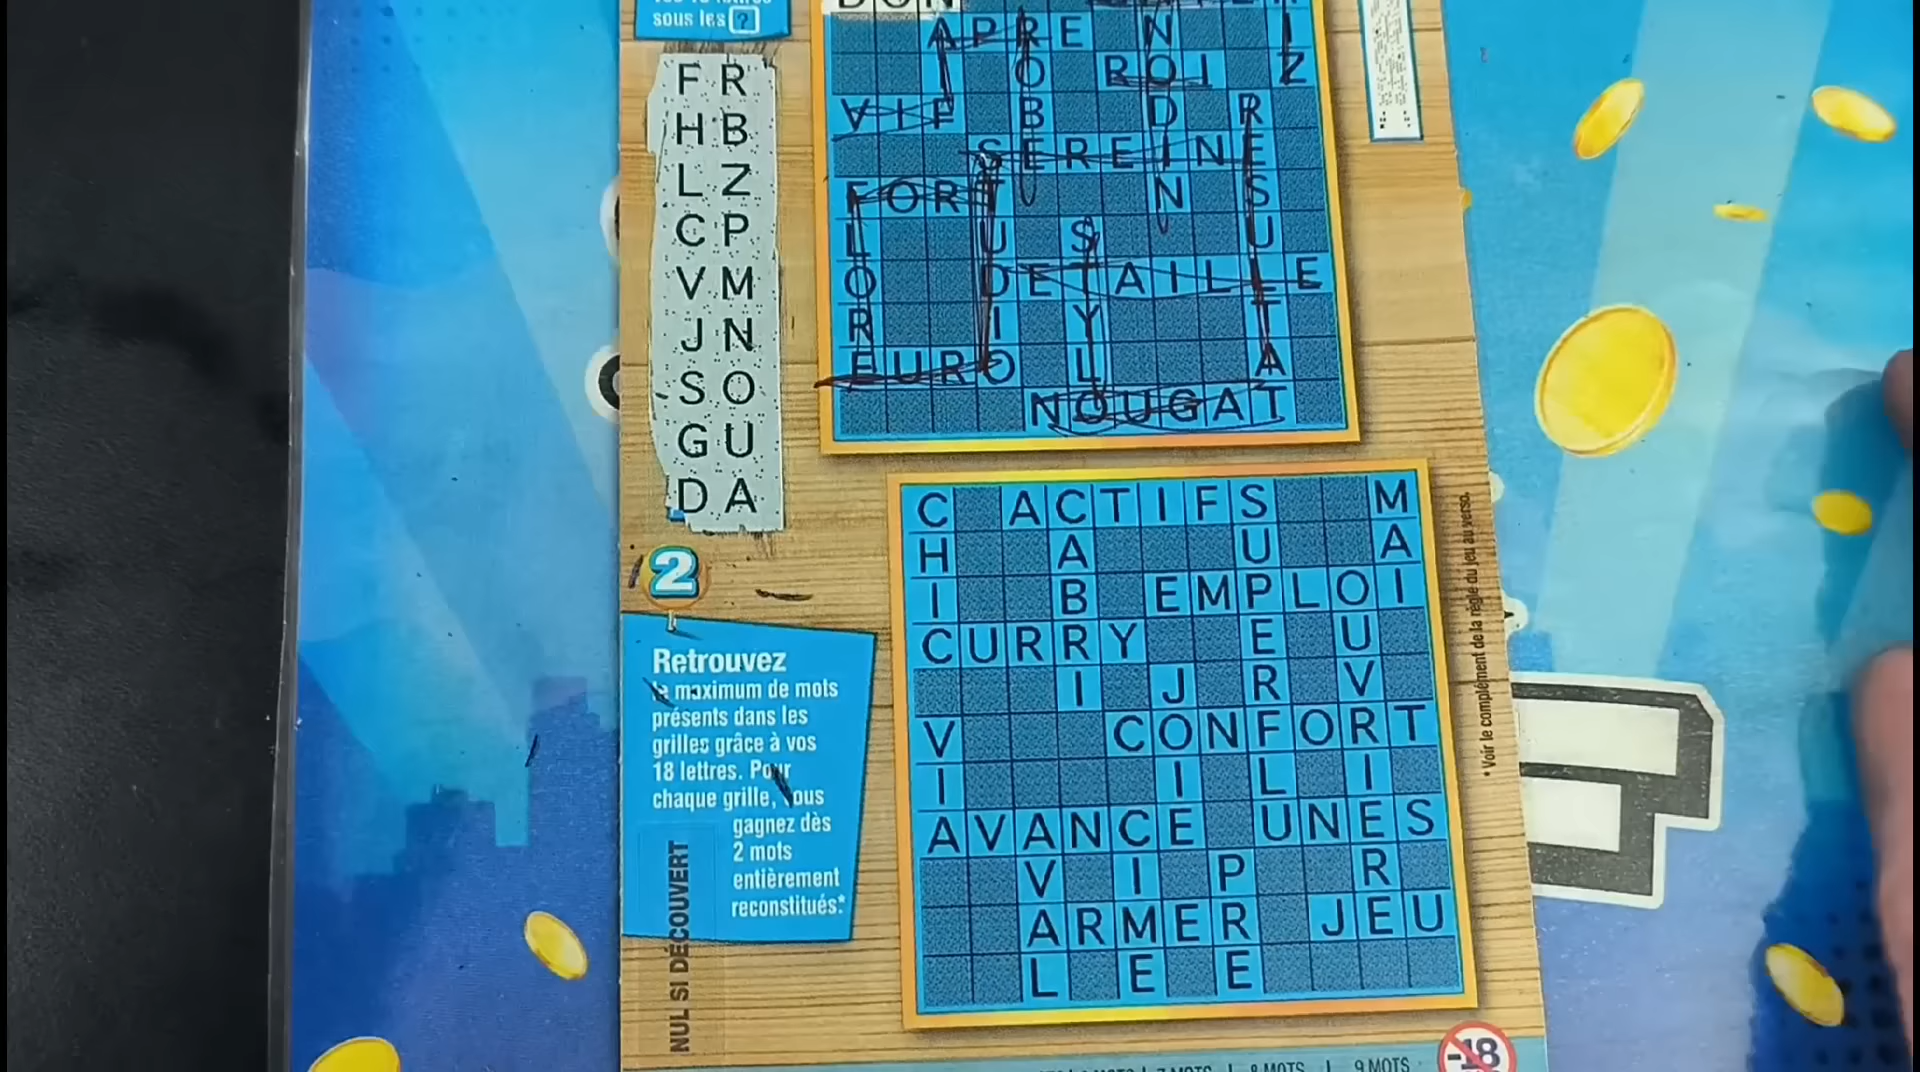 sous les ?
F R
H B
L Z
C P
V M
J N
S O
G U
D A
DON
APRE N I
O ROI Z
VIF B D R
SEREINE
FORT N S
L U S U
O DETAILLE
R I Y T
EURO L A
NOUGAT
2
Retrouvez
le maximum de mots
présents dans les
grilles grâce à vos
18 lettres. Pour
chaque grille, vous
gagnez dès
2 mots
entièrement
reconstitués*
NUL SI DÉCOUVERT
C ACTIFS M
H A U A
I B EMPLOI
CURRY E U
I J R V
V CONFORT
I I L I
AVANCE UNES
V I P R
ARMER JEU
L E E
* Voir le complément de la règle du jeu au verso.
7 MOTS | 8 MOTS | 9 MOTS
-18